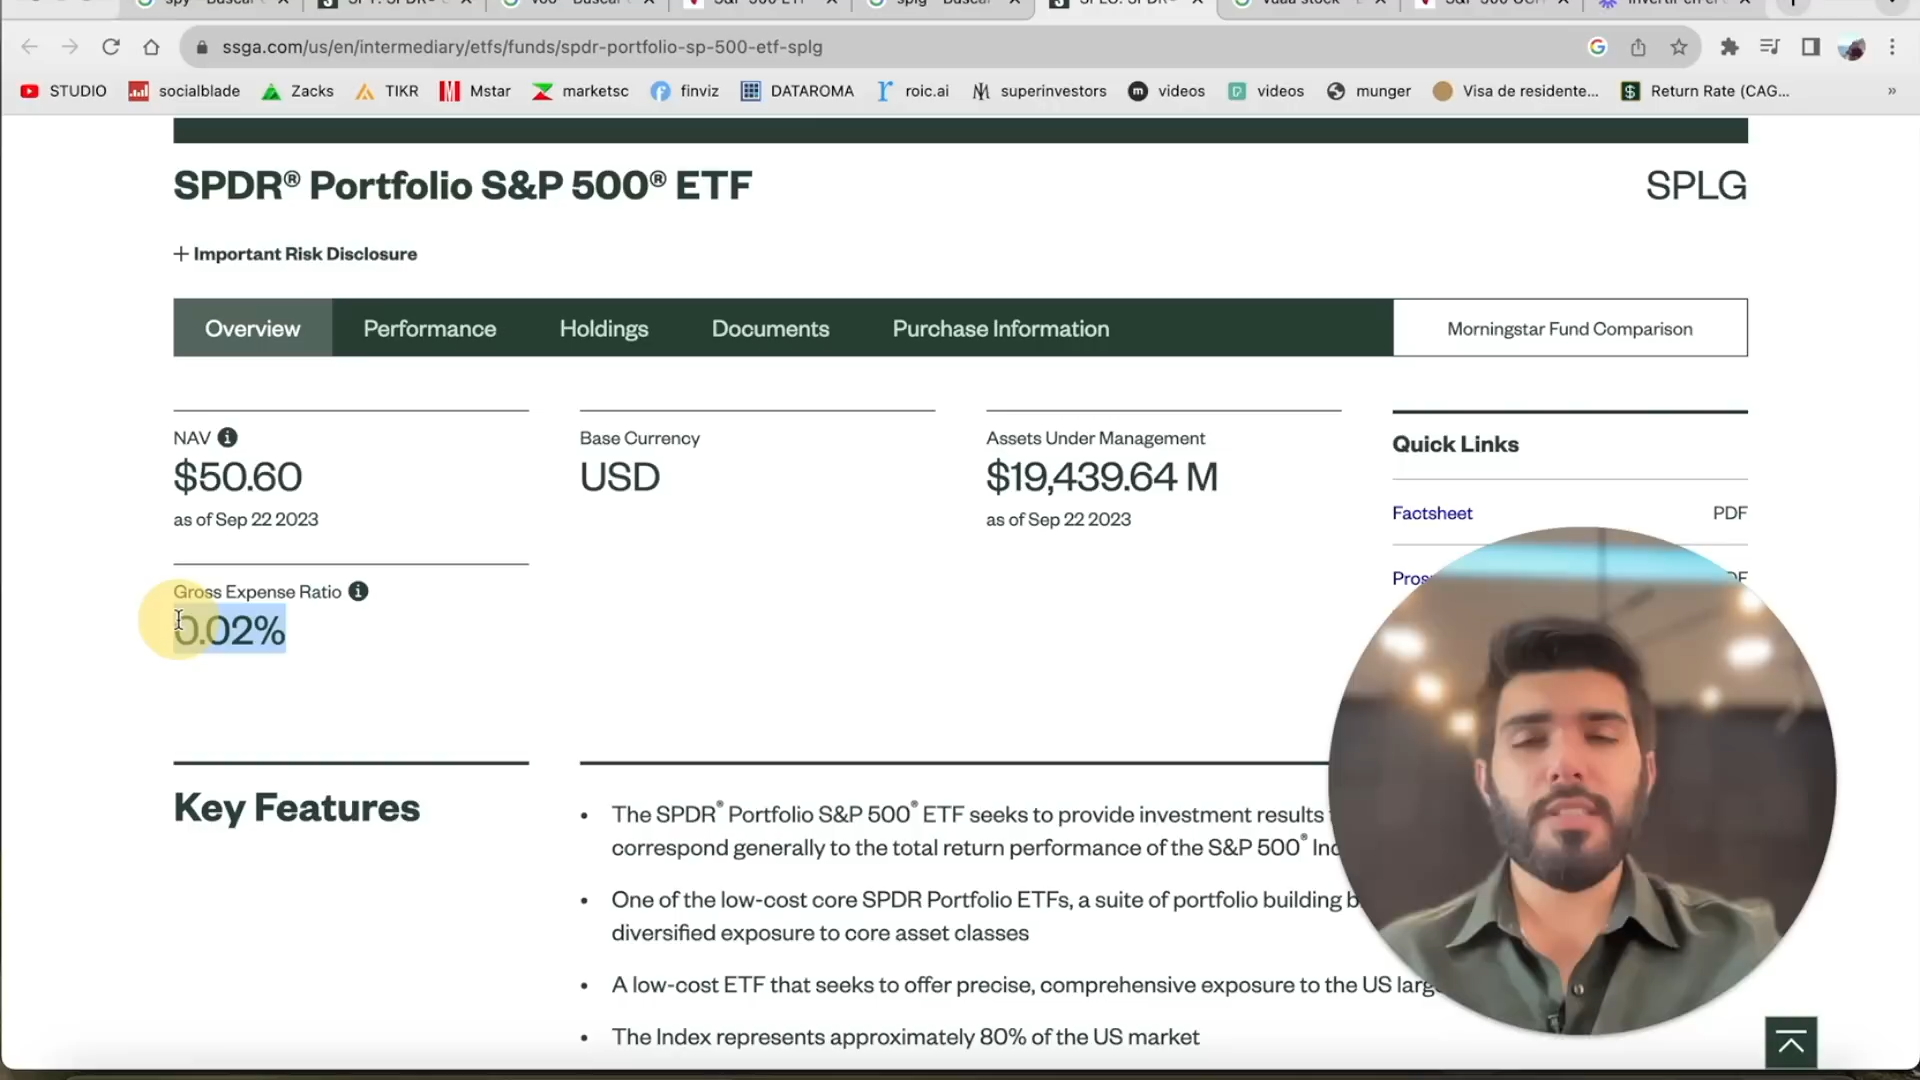 ssga.com/us/en/intermediary/etfs/funds/spdr-portfolio-sp-500-etf-splg
STUDIO socialblade Zacks TIKR Mstar marketsc finviz DATAROMA roic.ai superinvestors videos videos munger Visa de residente... Return Rate (CAG... »
SPDR® Portfolio S&P 500® ETF SPLG
+ Important Risk Disclosure
Overview Performance Holdings Documents Purchase Information Morningstar Fund Comparison
NAV Base Currency Assets Under Management Quick Links
$50.60 USD $19,439.64 M
as of Sep 22 2023 as of Sep 22 2023
Factsheet PDF
Gross Expense Ratio
0.02%
Key Features
• The SPDR® Portfolio S&P 500® ETF seeks to provide investment results
correspond generally to the total return performance of the S&P 500®
• One of the low-cost core SPDR Portfolio ETFs, a suite of portfolio building
diversified exposure to core asset classes
• A low-cost ETF that seeks to offer precise, comprehensive exposure to the US
• The Index represents approximately 80% of the US market